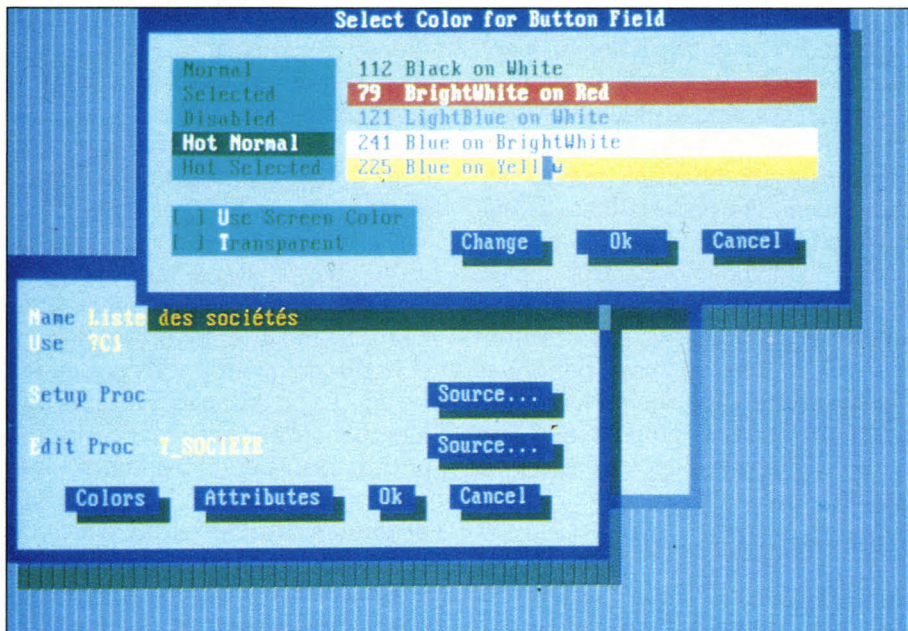 Select Color for Button Field
Normal 112 Black on White
Selected 79 BrightWhite on Red
Disabled 121 LightBlue on White
Hot Normal 241 Blue on BrightWhite
Hot Selected 225 Blue on Yell w
[ ] Use Screen Color
[ ] Transparent
Change Ok Cancel
Name Liste des sociétés
Use ?C1
Setup Proc Source...
Edit Proc Y_SOCIETE Source...
Colors Attributes Ok Cancel